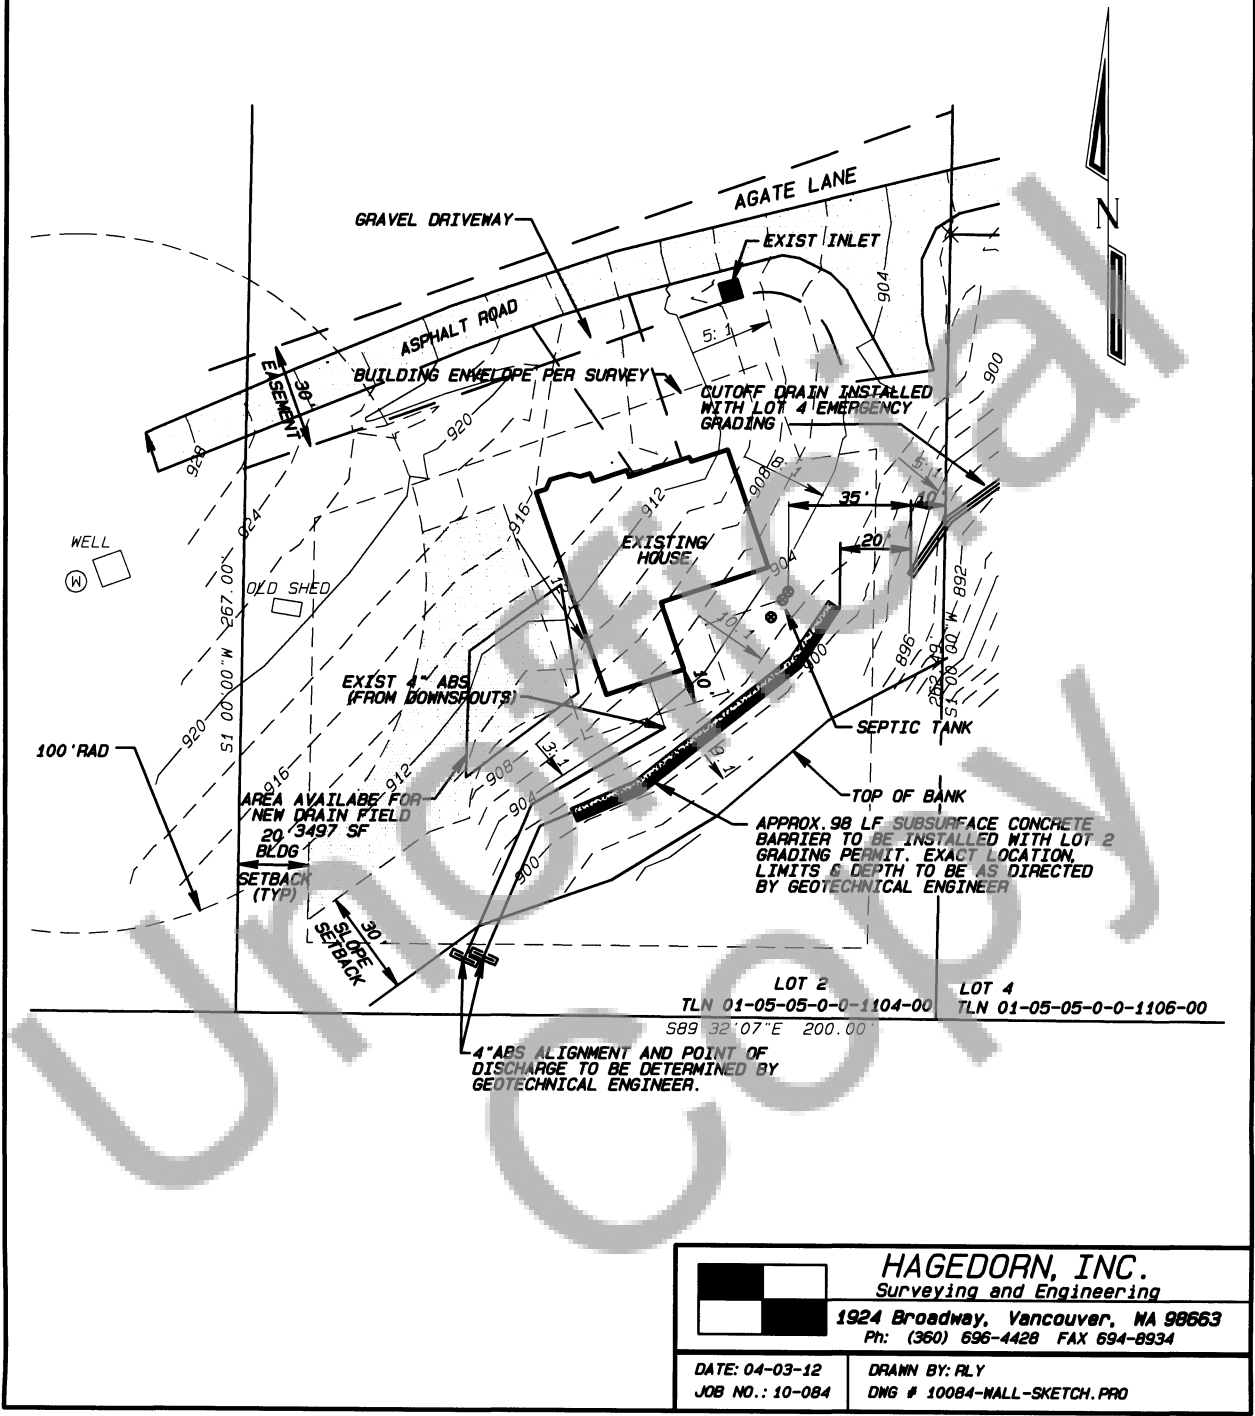 AGATE LANE
GRAVEL DRIVEWAY
EXIST INLET
N
904
ASPHALT ROAD
5:1
30'
EASEMENT
BUILDING ENVELOPE PER SURVEY
900
CUTOFF DRAIN INSTALLED
WITH LOT 4 EMERGENCY
GRADING
920
928
5:1
908
35'
10'
912
916
924
20'
WELL
W
EXISTING
HOUSE
904
892
OLD SHED
10:1
896
900
S1 00'00"W 267.00'
262.49'
S1 00'00"W
EXIST 4" ABS
(FROM DOWNSPOUTS)
10'
920
SEPTIC TANK
100'RAD
3:1
908
916
912
904
AREA AVAILABE FOR
NEW DRAIN FIELD
3497 SF
TOP OF BANK
20'
BLDG
SETBACK
(TYP)
900
APPROX.98 LF SUBSURFACE CONCRETE
BARRIER TO BE INSTALLED WITH LOT 2
GRADING PERMIT. EXACT LOCATION,
LIMITS & DEPTH TO BE AS DIRECTED
BY GEOTECHNICAL ENGINEER
30'
SLOPE
SETBACK
LOT 2
TLN 01-05-05-0-0-1104-00
LOT 4
TLN 01-05-05-0-0-1106-00
S89 32'07"E 200.00'
4"ABS ALIGNMENT AND POINT OF
DISCHARGE TO BE DETERMINED BY
GEOTECHNICAL ENGINEER.
Unofficial
Copy
HAGEDORN, INC.
Surveying and Engineering
1924 Broadway, Vancouver, WA 98663
Ph: (360) 696-4428 FAX 694-8934
DATE: 04-03-12
JOB NO.: 10-084
DRAWN BY: RLY
DWG # 10084-WALL-SKETCH.PRO